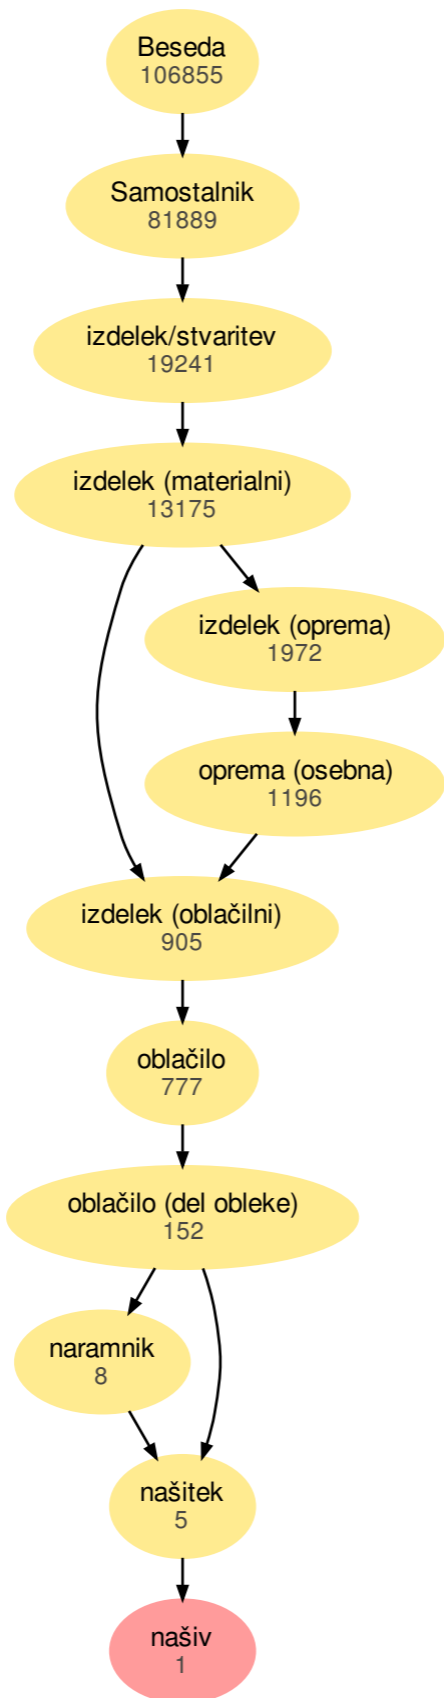 Beseda
106855
Samostalnik
81889
izdelek/stvaritev
19241
izdelek (materialni)
13175
izdelek (oprema)
1972
oprema (osebna)
1196
izdelek (oblačilni)
905
oblačilo
777
oblačilo (del obleke)
152
naramnik
8
našitek
5
našiv
1